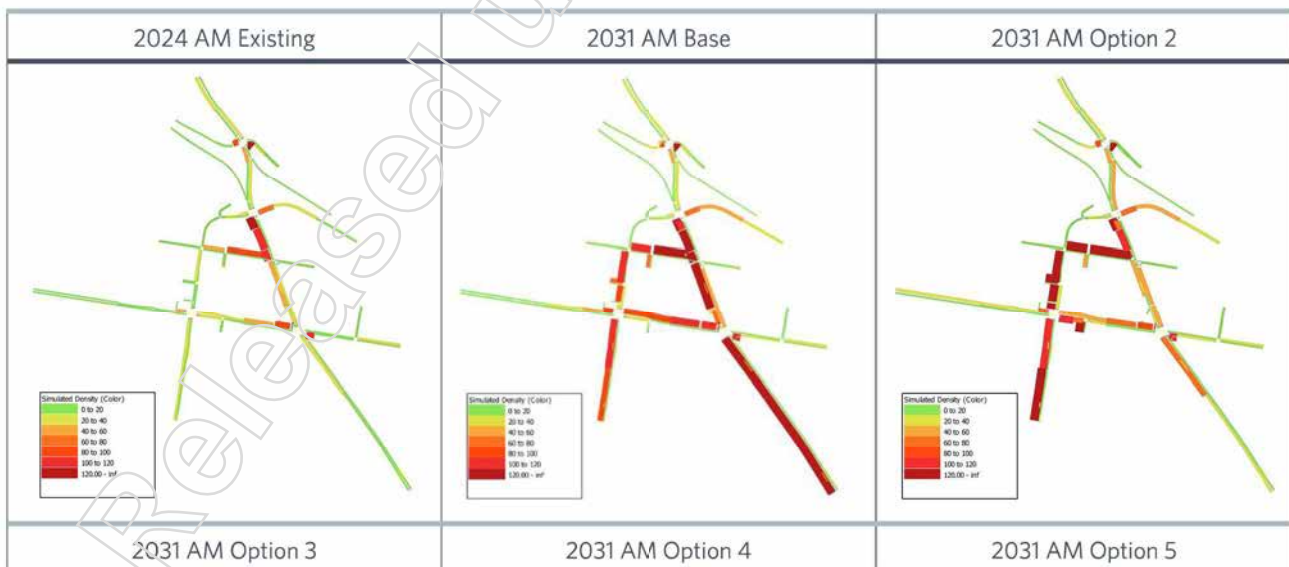 2024 AM Existing
2031 AM Base
2031 AM Option 2
Simulated Density (Color)
0 to 20
20 to 40
40 to 60
60 to 80
80 to 100
100 to 120
120.00 - inf
Simulated Density (Color)
0 to 20
20 to 40
40 to 60
60 to 80
80 to 100
100 to 120
120.00 - inf
Simulated Density (Color)
0 to 20
20 to 40
40 to 60
60 to 80
80 to 100
100 to 120
120.00 - inf
Released u
2031 AM Option 3
2031 AM Option 4
2031 AM Option 5